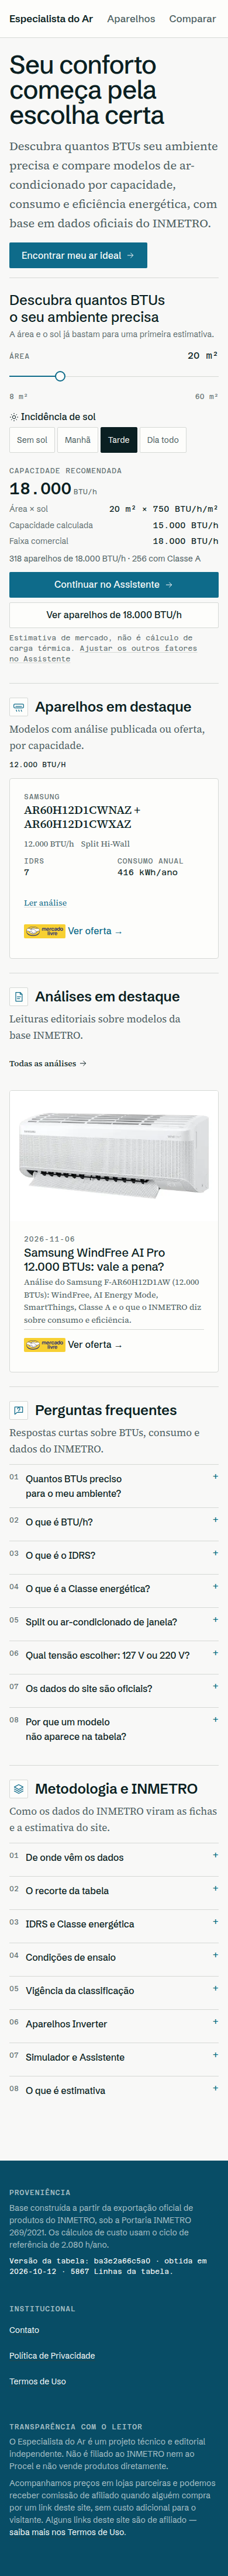 Especialista do Ar Aparelhos Comparar
Seu conforto
começa pela
escolha certa
Descubra quantos BTUs seu ambiente
precisa e compare modelos de ar-
condicionado por capacidade,
consumo e eficiência energética, com
base em dados oficiais do INMETRO.
Encontrar meu ar ideal →
Descubra quantos BTUs
o seu ambiente precisa
A área e o sol já bastam para uma primeira estimativa.
ÁREA 20 m²
8 m² 60 m²
Incidência de sol
Sem sol Manhã Tarde Dia todo
CAPACIDADE RECOMENDADA
18.000 BTU/h
Área × sol 20 m² × 750 BTU/h/m²
Capacidade calculada 15.000 BTU/h
Faixa comercial 18.000 BTU/h
318 aparelhos de 18.000 BTU/h · 256 com Classe A
Continuar no Assistente →
Ver aparelhos de 18.000 BTU/h
Estimativa de mercado, não é cálculo de
carga térmica. Ajustar os outros fatores
no Assistente
Aparelhos em destaque
Modelos com análise publicada ou oferta,
por capacidade.
12.000 BTU/H
SAMSUNG
AR60H12D1CWNAZ +
AR60H12D1CWXAZ
12.000 BTU/h Split Hi-Wall
IDRS CONSUMO ANUAL
7 416 kWh/ano
Ler análise
mercado livre Ver oferta →
Análises em destaque
Leituras editoriais sobre modelos da
base INMETRO.
Todas as análises →
2026-11-06
Samsung WindFree AI Pro
12.000 BTUs: vale a pena?
Análise do Samsung F-AR60H12D1AW (12.000
BTUs): WindFree, AI Energy Mode,
SmartThings, Classe A e o que o INMETRO diz
sobre consumo e eficiência.
mercado livre Ver oferta →
Perguntas frequentes
Respostas curtas sobre BTUs, consumo e
dados do INMETRO.
01 Quantos BTUs preciso
para o meu ambiente? +
02 O que é BTU/h? +
03 O que é o IDRS? +
04 O que é a Classe energética? +
05 Split ou ar-condicionado de janela? +
06 Qual tensão escolher: 127 V ou 220 V? +
07 Os dados do site são oficiais? +
08 Por que um modelo
não aparece na tabela? +
Metodologia e INMETRO
Como os dados do INMETRO viram as fichas
e a estimativa do site.
01 De onde vêm os dados +
02 O recorte da tabela +
03 IDRS e Classe energética +
04 Condições de ensaio +
05 Vigência da classificação +
06 Aparelhos Inverter +
07 Simulador e Assistente +
08 O que é estimativa +
PROVENIÊNCIA
Base construída a partir da exportação oficial de
produtos do INMETRO, sob a Portaria INMETRO
269/2021. Os cálculos de custo usam o ciclo de
referência de 2.080 h/ano.
Versão da tabela: ba3e2a66c5a0 · obtida em
2026-10-12 · 5867 Linhas da tabela.
INSTITUCIONAL
Contato
Política de Privacidade
Termos de Uso
TRANSPARÊNCIA COM O LEITOR
O Especialista do Ar é um projeto técnico e editorial
independente. Não é filiado ao INMETRO nem ao
Procel e não vende produtos diretamente.
Acompanhamos preços em lojas parceiras e podemos
receber comissão de afiliado quando alguém compra
por um link deste site, sem custo adicional para o
visitante. Alguns links deste site são de afiliado —
saiba mais nos Termos de Uso.